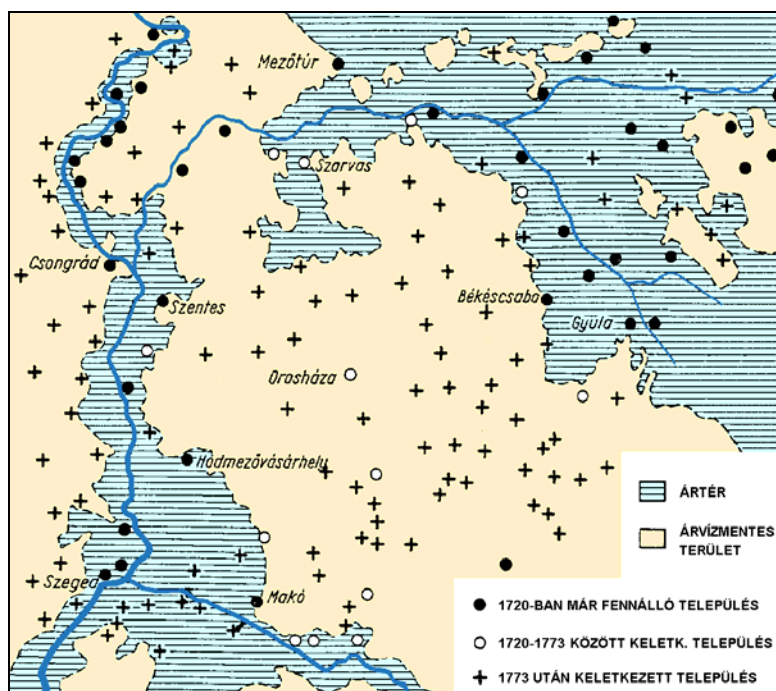 Mezőtúr
Szarvas
Csongrád
Szentes
Békéscsaba
Gyula
Orosháza
Hódmezővásárhely
Szeged
Makó
ÁRTÉR
ÁRVÍZMENTES
TERÜLET
1720-BAN MÁR FENNÁLLÓ TELEPÜLÉS
1720-1773 KÖZÖTT KELETK. TELEPÜLÉS
1773 UTÁN KELETKEZETT TELEPÜLÉS